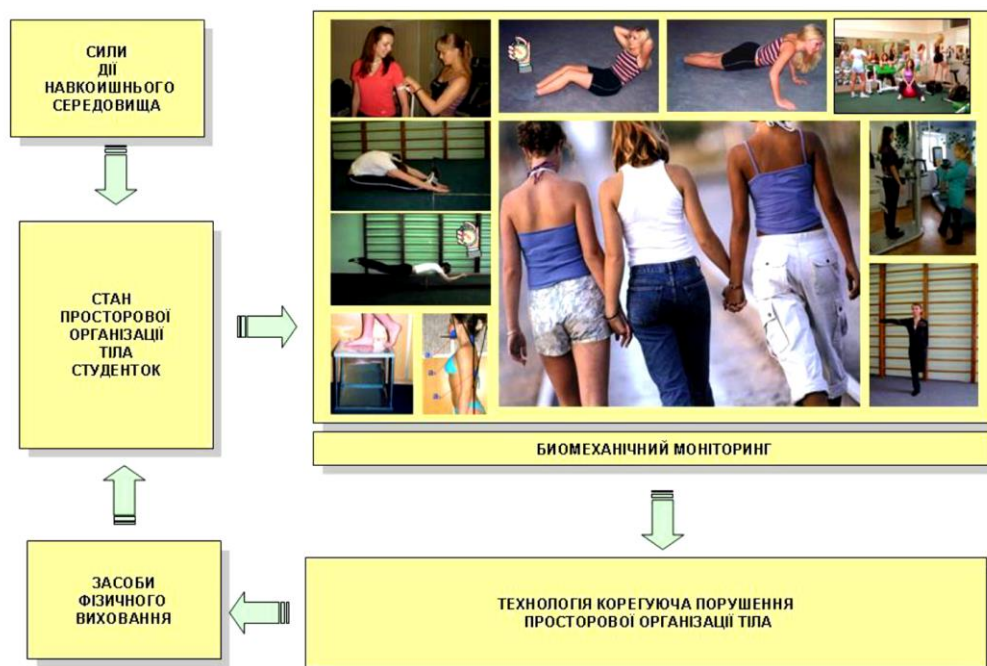 СИЛИ
ДІЇ
НАВКОИШНЬОГО
СЕРЕДОВИЩА
СТАН
ПРОСТОРОВОЇ
ОРГАНІЗАЦІЇ
ТІЛА
СТУДЕНТОК
БИОМЕХАНІЧНИЙ МОНІТОРИНГ
ЗАСОБИ
ФІЗИЧНОГО
ВИХОВАННЯ
ТЕХНОЛОГІЯ КОРЕГУЮЧА ПОРУШЕННЯ
ПРОСТОРОВОЇ ОРГАНІЗАЦІЇ ТІЛА